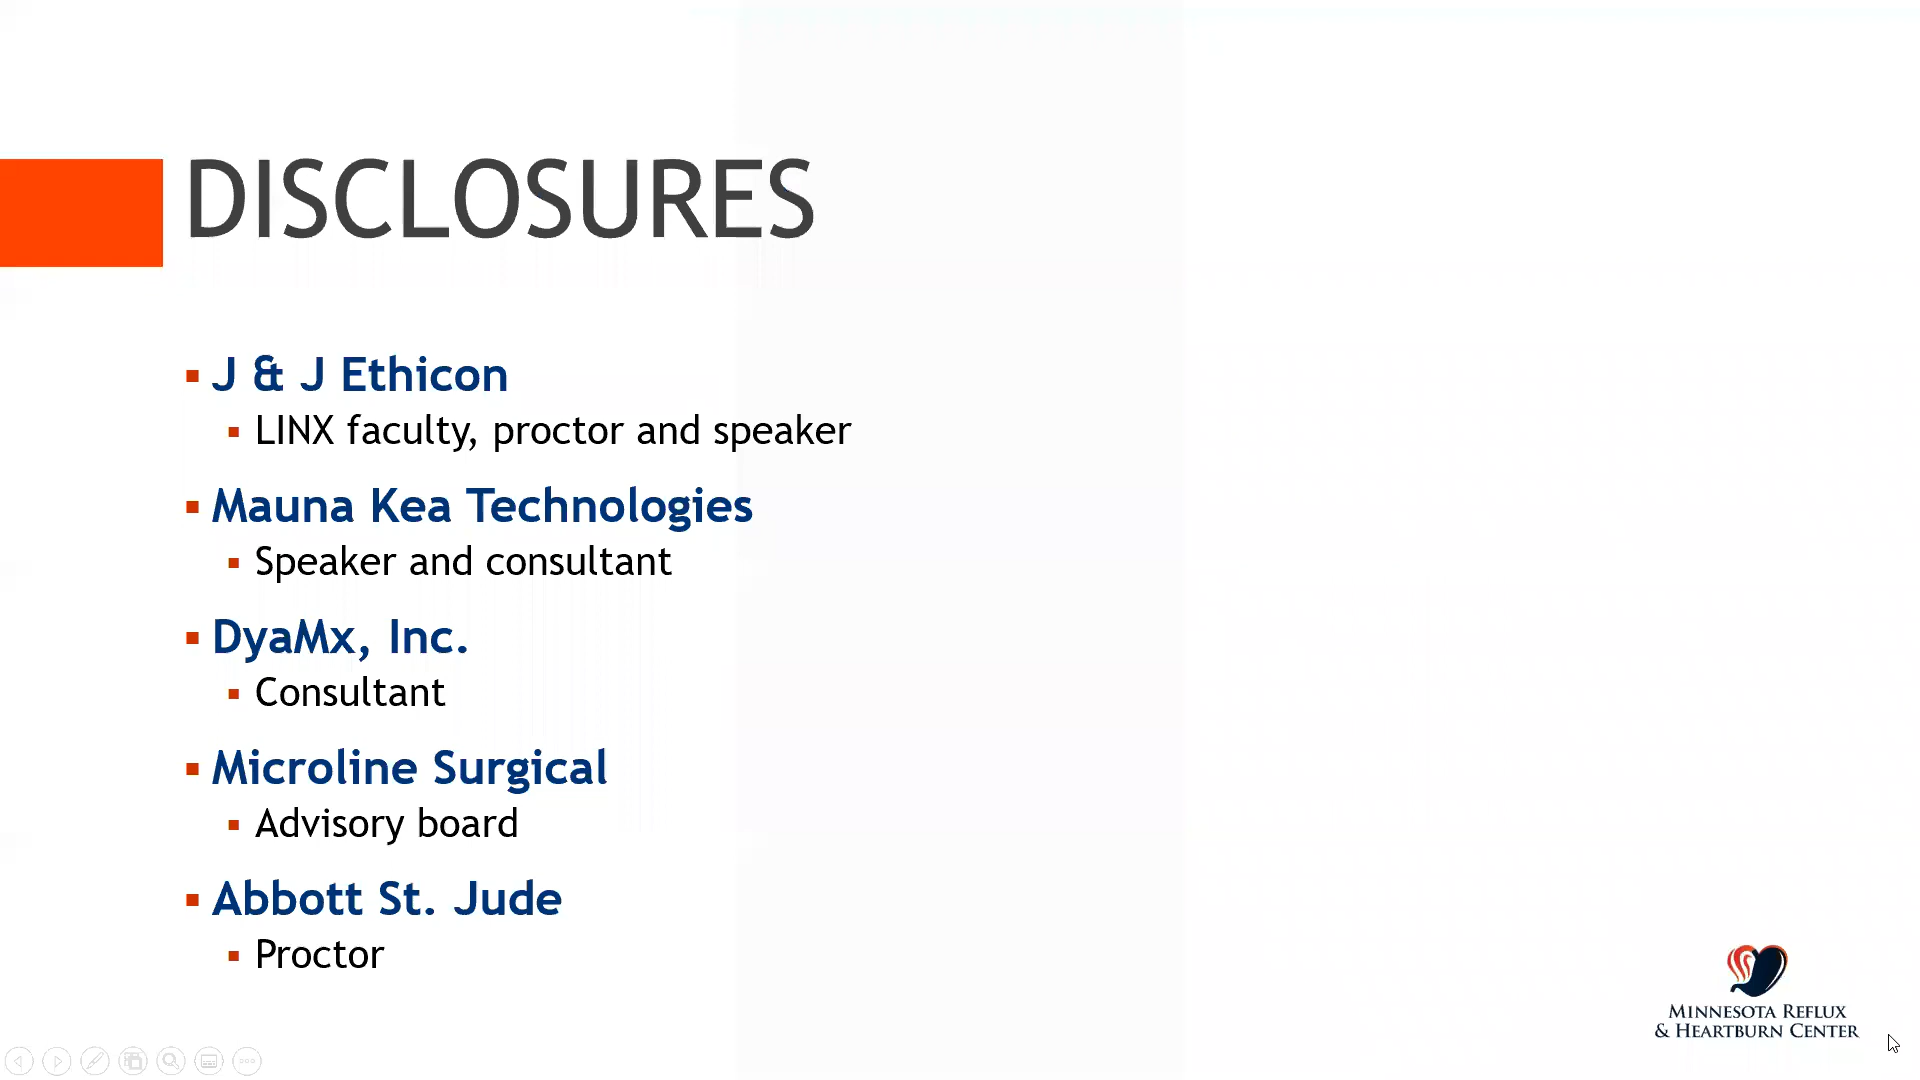 DISCLOSURES
J & J Ethicon
LINX faculty, proctor and speaker
Mauna Kea Technologies
Speaker and consultant
DyaMx, Inc.
Consultant
Microline Surgical
Advisory board
Abbott St. Jude
Proctor
MINNESOTA REFLUX
& HEARTBURN CENTER